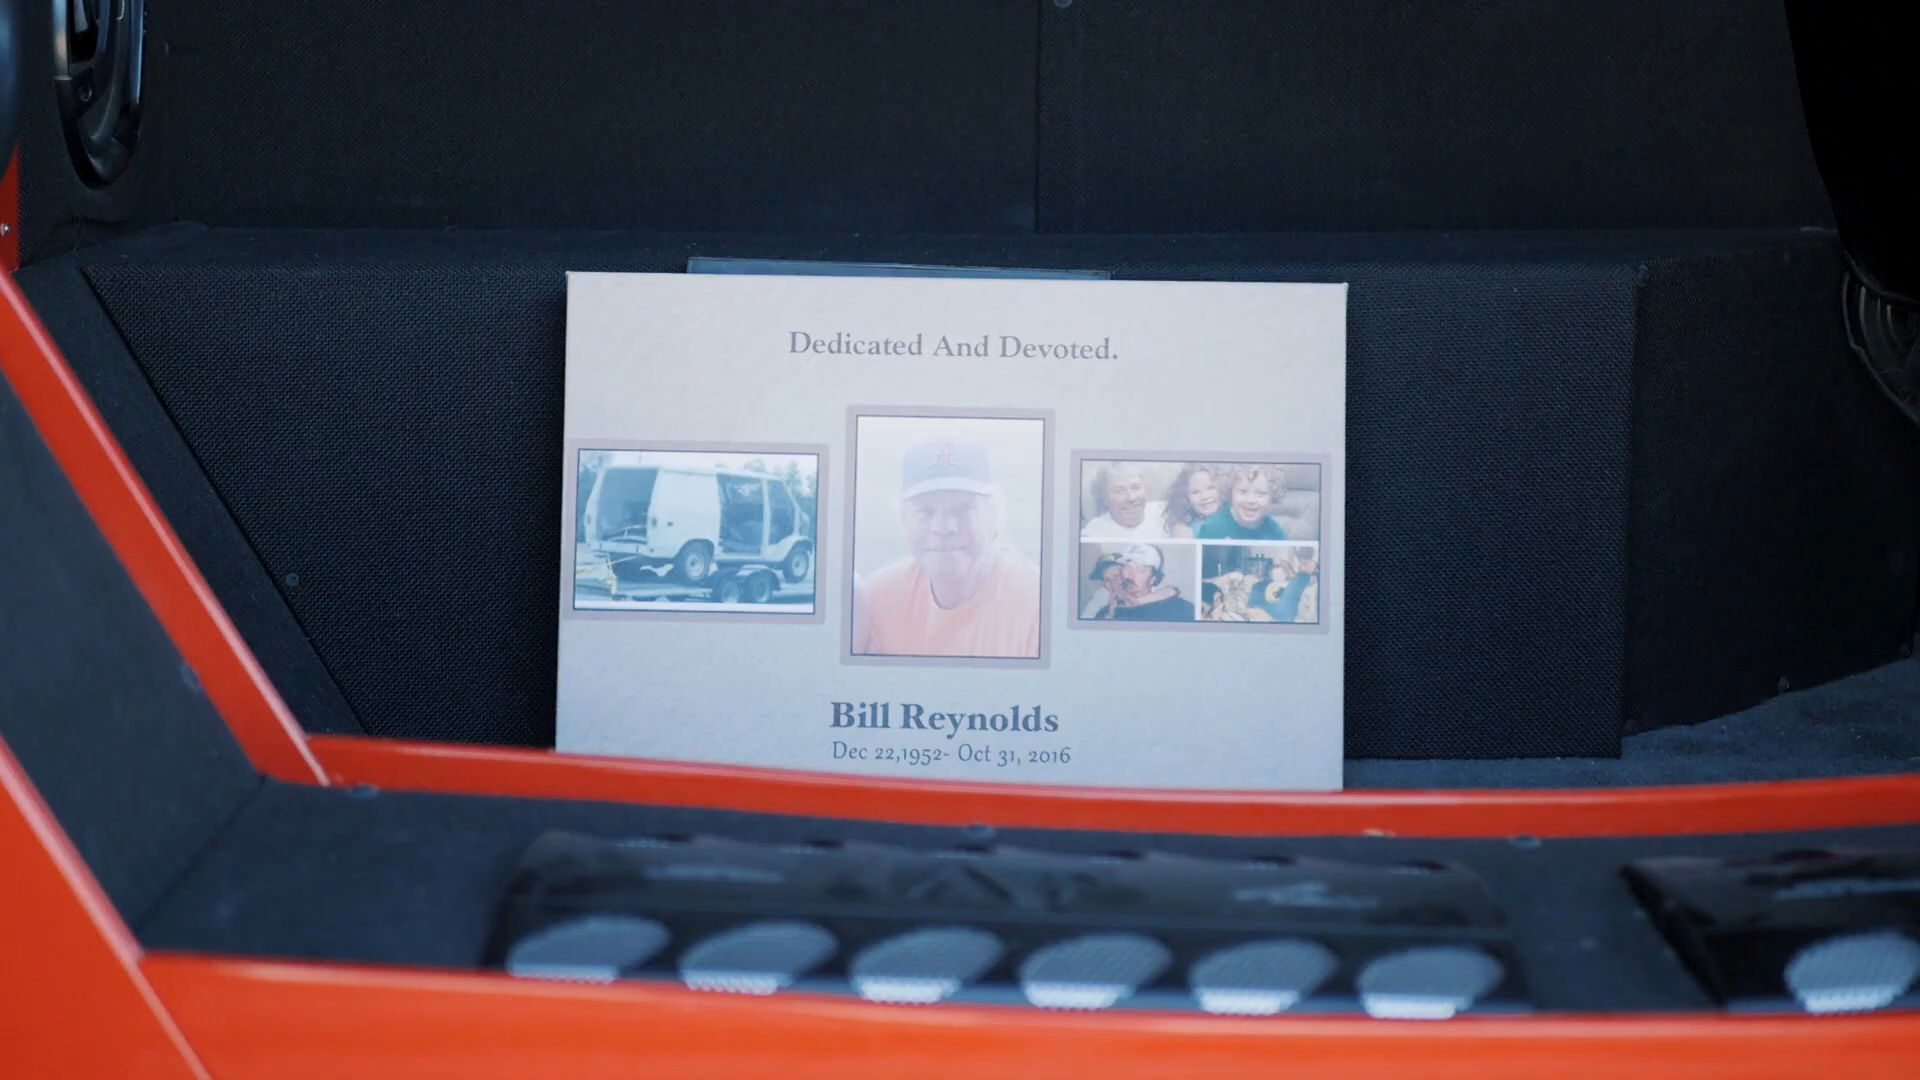 Dedicated And Devoted.
Bill Reynolds
Dec 22,1952- Oct 31, 2016